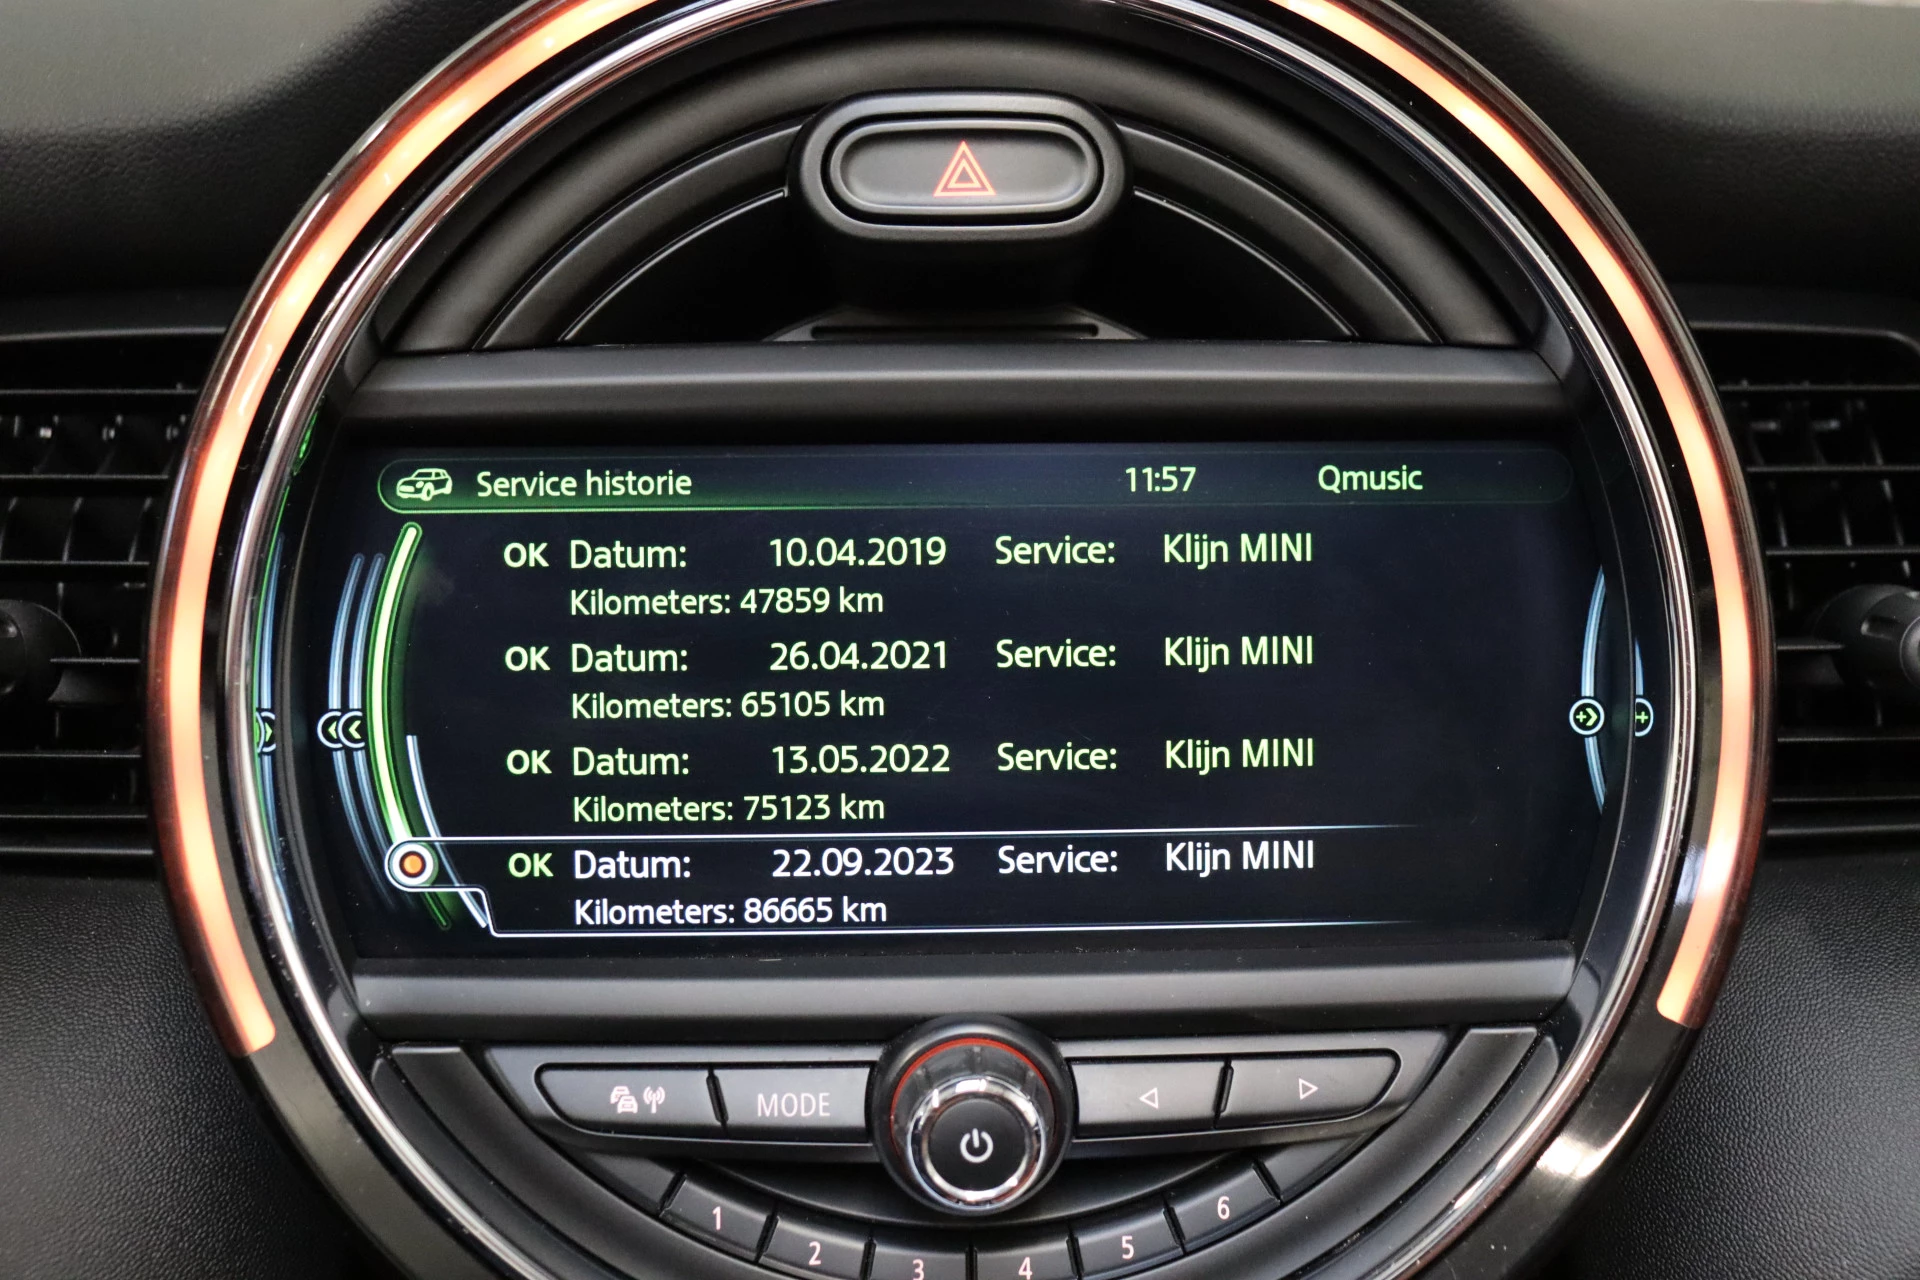 Service historie 11:57 Qmusic
OK Datum: 10.04.2019 Service: Klijn MINI
Kilometers: 47859 km
OK Datum: 26.04.2021 Service: Klijn MINI
Kilometers: 65105 km
OK Datum: 13.05.2022 Service: Klijn MINI
Kilometers: 75123 km
OK Datum: 22.09.2023 Service: Klijn MINI
Kilometers: 86665 km
MODE
1 2 3 4 5 6